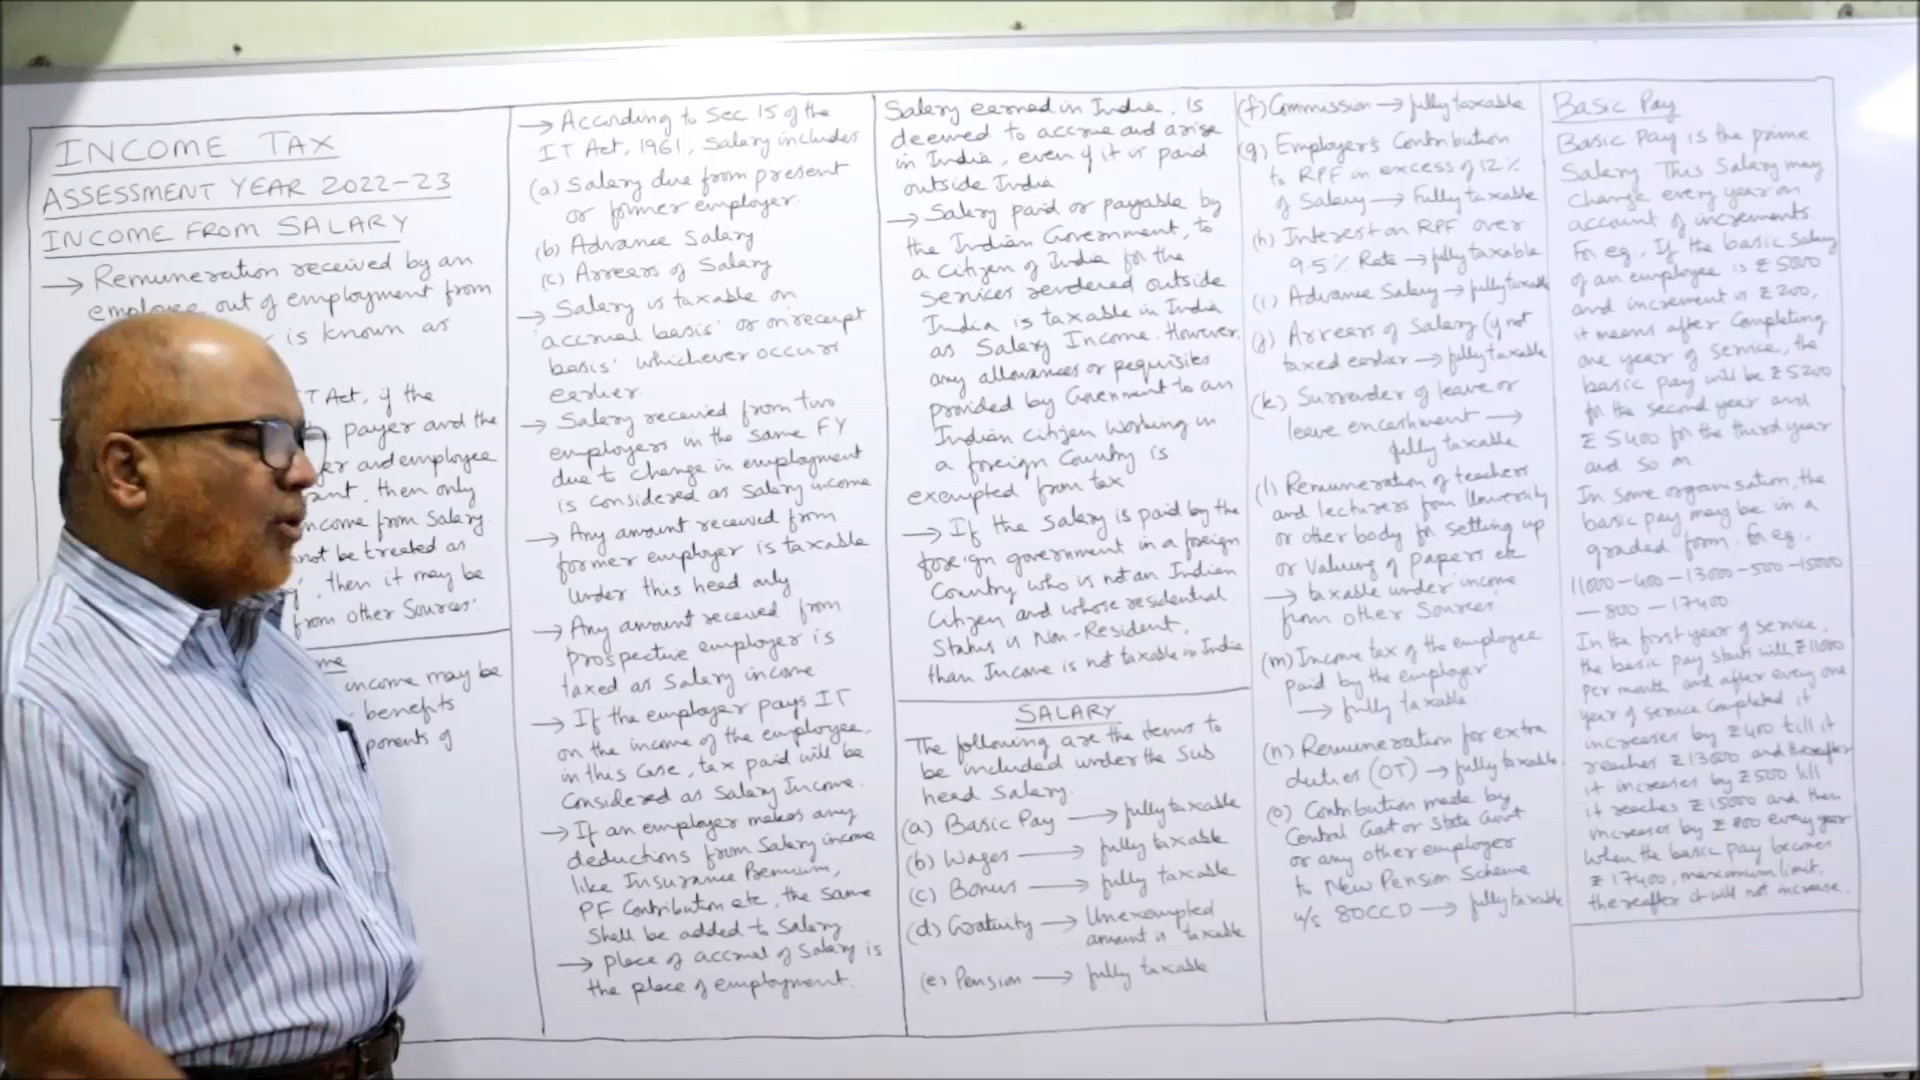 INCOME TAX
ASSESSMENT YEAR 2022-23
INCOME FROM SALARY
→ Remuneration received by an
employee out of employment from
is known as
IT Act, if the
payer and the
and employee
then only
income from Salary
not be treated as
, then it may be
from other Sources.
income may be
benefits
→ According to Sec 15 of the
IT Act, 1961, Salary includes
(a) Salary due from present
or former employer.
(b) Advance Salary
(c) Arrears of Salary
→ Salary is taxable on
'accrual basis' or on 'receipt
basis' whichever occurs
earlier.
→ Salary received from two
employers in the same FY
due to change in employment
is considered as Salary income
→ Any amount received from
former employer is taxable
under this head only
→ Any amount received from
prospective employer is
taxed as Salary income
→ If the employer pays IT
on the income of the employee,
in this case, tax paid will be
Considered as Salary Income.
→ If an employer makes any
deductions from Salary income
like Insurance Premium,
PF Contribution etc, the same
Shall be added to Salary
→ place of accrual of Salary is
the place of employment.
Salary earned in India, is
deemed to accrue and arise
in India, even if it is paid
outside India
→ Salary paid or payable by
the Indian Government, to
a Citizen of India for the
services rendered outside
India is taxable in India
as Salary Income. However,
any allowances or pequisites
provided by Government to an
Indian citizen working in
a foreign Country is
exempted from tax
→ If the Salary is paid by the
foreign government in a foreign
Country who is not an Indian
Citizen and whose residential
Status is Non-Resident,
than Income is not taxable in India
SALARY
The following are the items to
be included under the Sub
head Salary.
(a) Basic Pay → fully taxable
(b) Wages → fully taxable
(c) Bonus → fully taxable
(d) Gratuity → Unexempted
amount is taxable
(e) Pension → fully taxable
(f) Commission → fully taxable
(g) Employer's Contribution
to RPF in excess of 12%
of Salary → Fully taxable
(h) Interest on RPF over
9.5% Rate → fully taxable
(i) Advance Salary → fully taxable
(j) Arrears of Salary (if not
taxed earlier → fully taxable
(k) Surrender of leave or
leave encashment →
fully taxable
(l) Remuneration of teachers
and lecturers from University
or other body for setting up
or Valuing of Papers etc
→ taxable under income
from other Sources
(m) Income tax of the employee
paid by the employer
→ fully taxable.
(n) Remuneration for extra
duties (OT) → fully taxable.
(o) Contribution made by
Central Govt or State Govt
or any other employer
to New Pension Scheme
u/s 80CCD → fully taxable
Basic Pay
Basic Pay is the prime
Salary. This Salary may
change every year on
account of increments
For eg, If the basic Salary
of an employee is ₹5000
and increment is ₹200,
it means after Completing
one year of Service, the
basic pay will be ₹5200
for the second year and
₹5400 for the third year
and so on
In some organisation, the
basic pay may be in a
graded form. For eg.,
11000-400-13000-500-15000
-800-17400
In the first year of service,
the basic pay starts with ₹11000
per month and after every one
year of service completed it
increases by ₹400 till it
reaches ₹13000 and thereafter
it increases by ₹500 till
it reaches ₹15000 and then
increases by ₹800 every year
When the basic pay becomes
₹17400, maximum limit,
thereafter it will not increase.